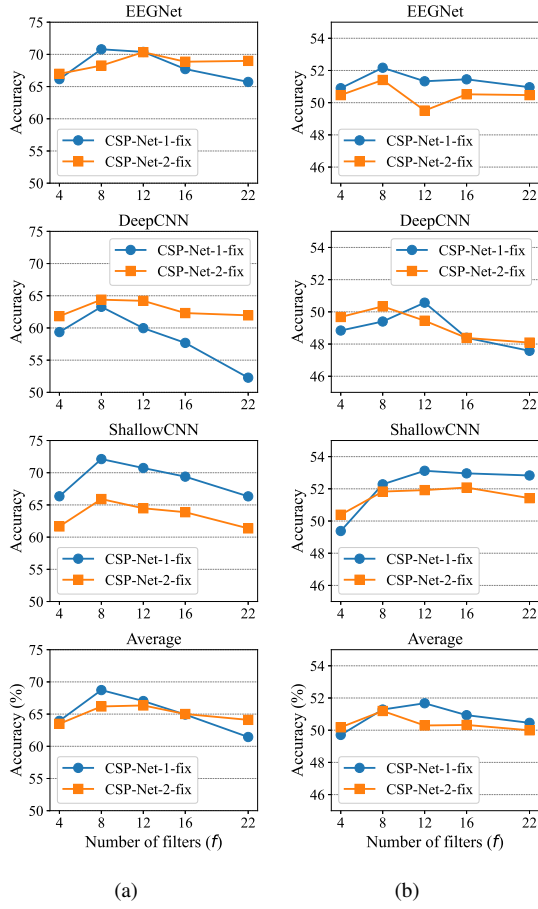 EEGNet
Accuracy
75
70
65
60
55
50
CSP-Net-1-fix
CSP-Net-2-fix
4 8 12 16 22
EEGNet
Accuracy
54
52
50
48
46
CSP-Net-1-fix
CSP-Net-2-fix
4 8 12 16 22
DeepCNN
Accuracy
75
70
65
60
55
50
CSP-Net-1-fix
CSP-Net-2-fix
4 8 12 16 22
DeepCNN
Accuracy
54
52
50
48
46
CSP-Net-1-fix
CSP-Net-2-fix
4 8 12 16 22
ShallowCNN
Accuracy
75
70
65
60
55
50
CSP-Net-1-fix
CSP-Net-2-fix
4 8 12 16 22
ShallowCNN
Accuracy
54
52
50
48
46
CSP-Net-1-fix
CSP-Net-2-fix
4 8 12 16 22
Average
Accuracy (%)
75
70
65
60
55
50
CSP-Net-1-fix
CSP-Net-2-fix
4 8 12 16 22
Number of filters (f)
(a)
Average
Accuracy (%)
54
52
50
48
46
CSP-Net-1-fix
CSP-Net-2-fix
4 8 12 16 22
Number of filters (f)
(b)